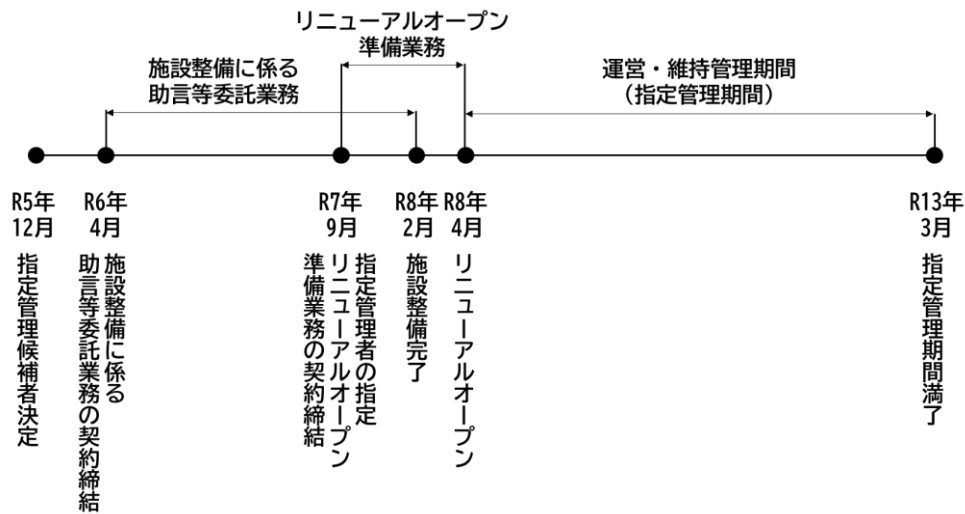 リニューアルオープン
準備業務
施設整備に係る
助言等委託業務
運営・維持管理期間
（指定管理期間）
R5年
12月
R6年
4月
R7年
9月
R8年
2月
R8年
4月
R13年
3月
指定管理候補者決定
施設整備に係る
助言等委託業務の契約締結
指定管理者の指定
リニューアルオープン
準備業務の契約締結
施設整備完了
リニューアルオープン
指定管理期間満了